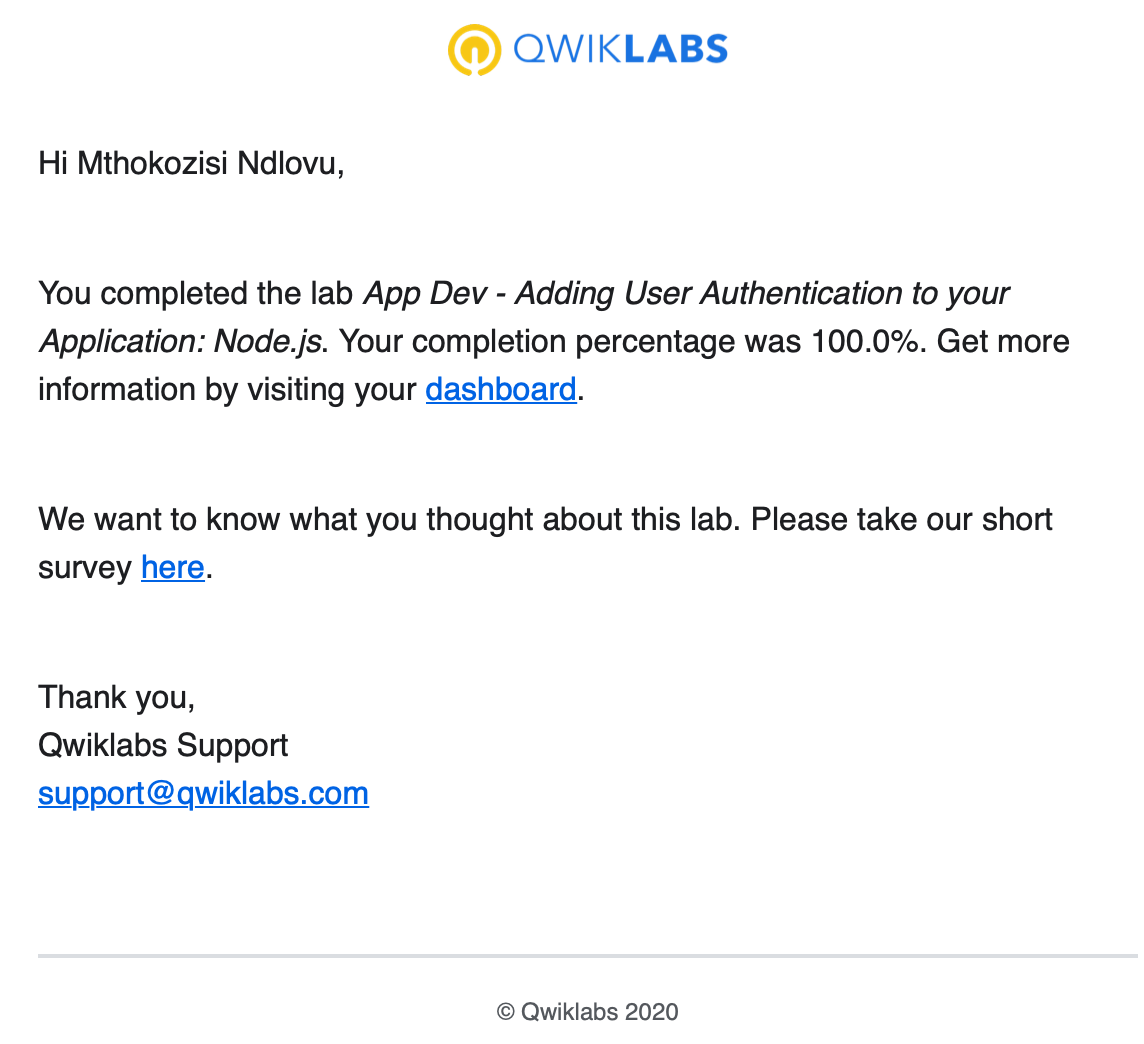 QWIKLABS
Hi Mthokozisi Ndlovu,
You completed the lab App Dev - Adding User Authentication to your
Application: Node.js. Your completion percentage was 100.0%. Get more
information by visiting your dashboard.
We want to know what you thought about this lab. Please take our short
survey here.
Thank you,
Qwiklabs Support
support@qwiklabs.com
© Qwiklabs 2020